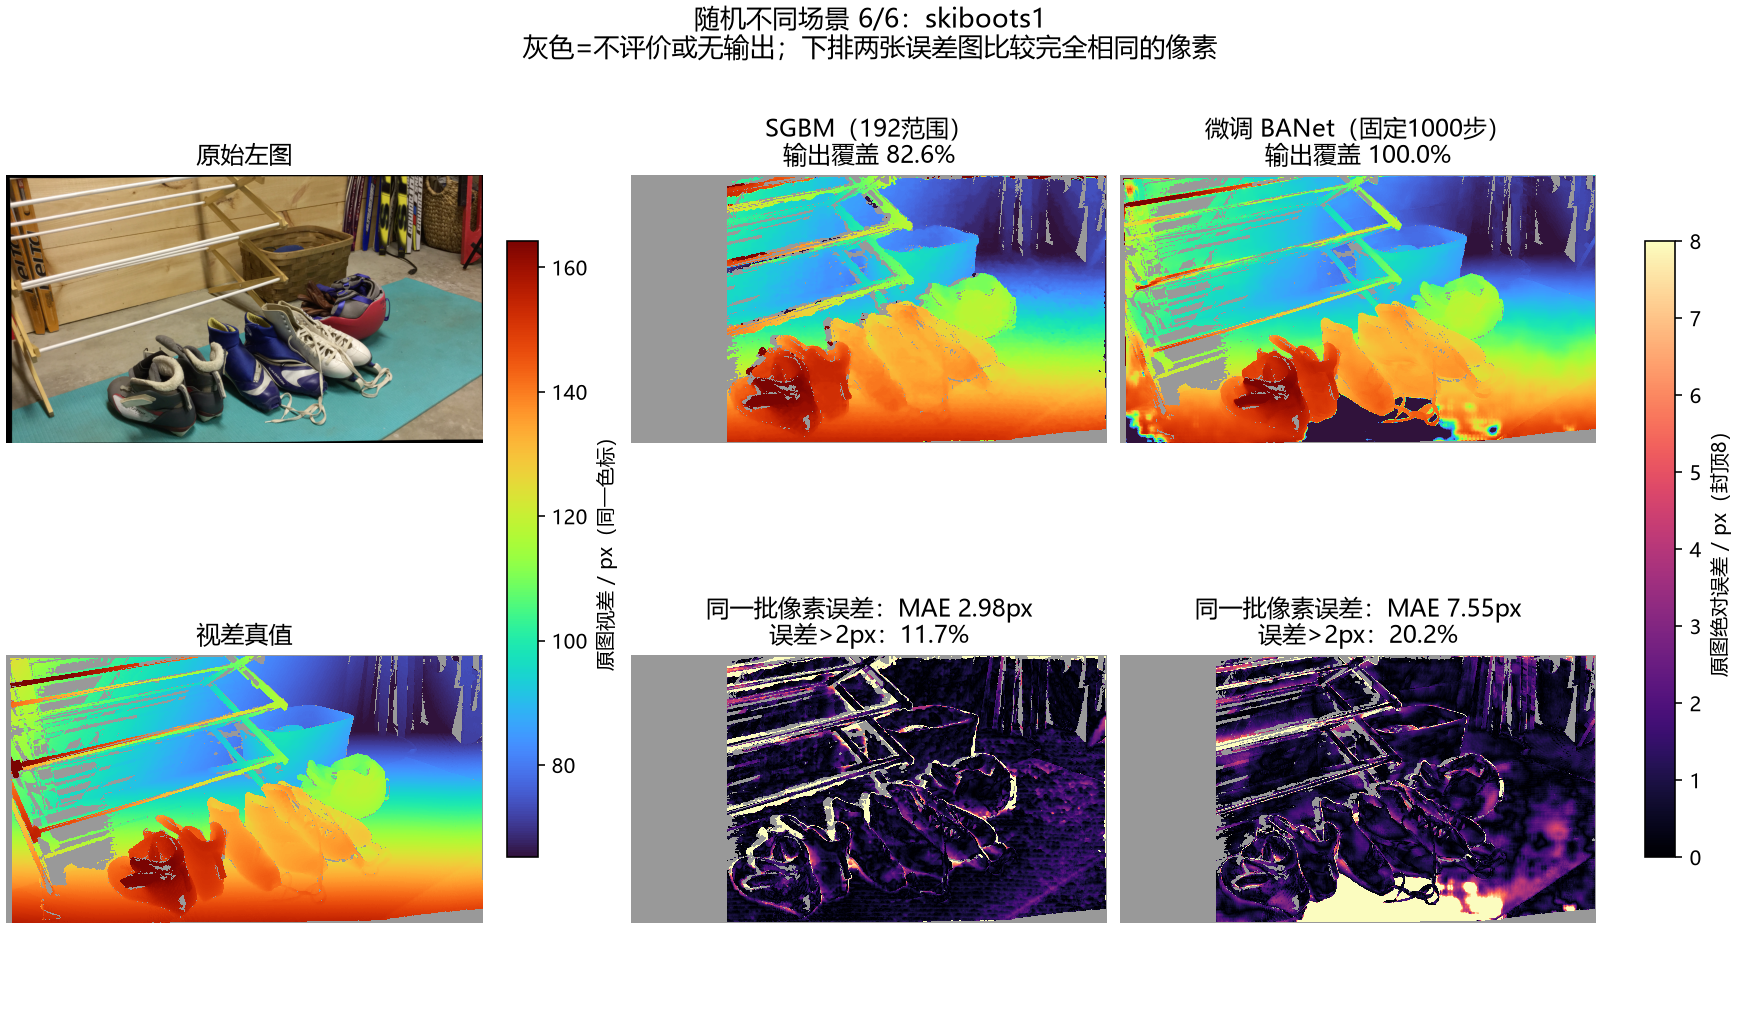 随机不同场景 6/6：skiboots1
灰色=不评价或无输出；下排两张误差图比较完全相同的像素
原始左图
SGBM（192范围）
输出覆盖 82.6%
微调 BANet（固定1000步）
输出覆盖 100.0%
160
140
120
100
80
原图视差 / px（同一色标）
8
7
6
5
4
3
2
1
0
原图绝对误差 / px（封顶8）
视差真值
同一批像素误差：MAE 2.98px
误差>2px：11.7%
同一批像素误差：MAE 7.55px
误差>2px：20.2%